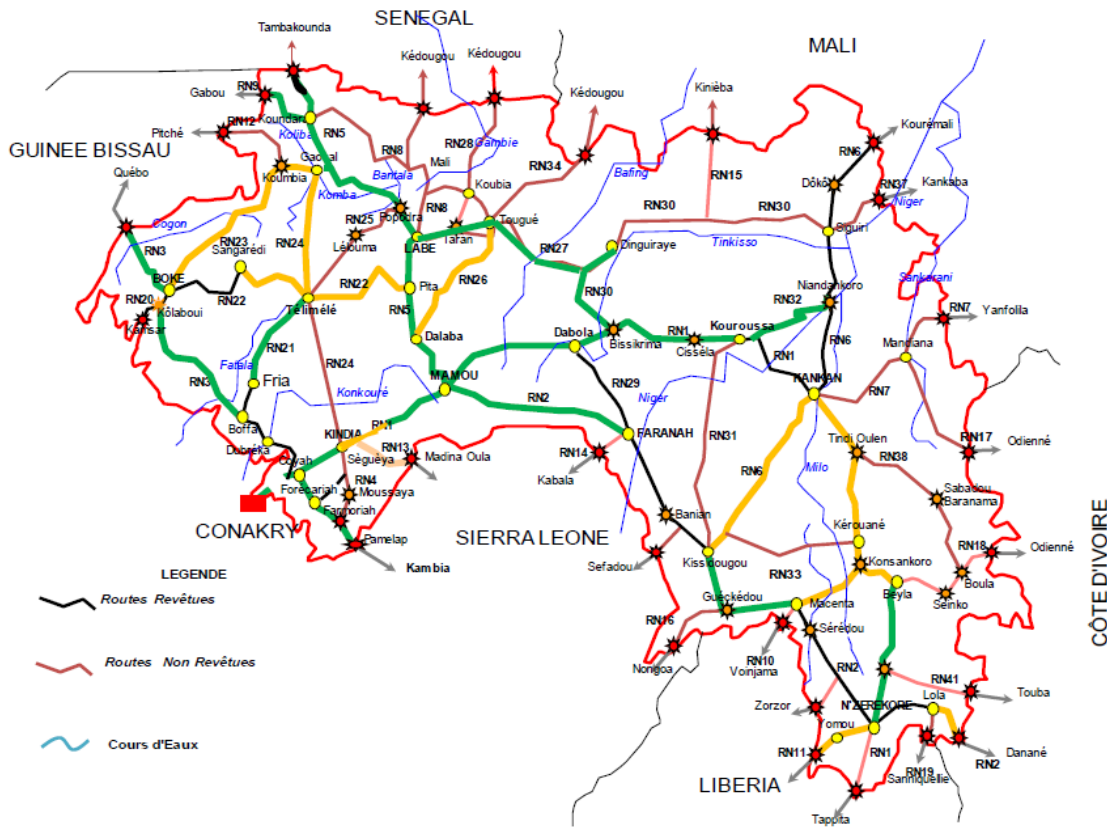 SENEGAL
MALI
Tambakounda
Kédougou
Kédougou
Kédougou
Kiniéba
Gabou
RN9
Koundara
RN12
Pitché
Koliba
RN5
Kourémali
RN6
GUINEE BISSAU
Gaoual
RN8
RN28
Gambie
RN34
Mali
Koumbia
Komba
Bantala
Koubia
Bafing
RN15
Dôkô
RN37
Kankaba
Niger
Québo
Cogon
RN25
Popodra
RN8
Tougué
RN30
RN30
Siguiri
RN23
RN24
Lélouma
LABE
Taran
RN27
Dinguiraye
Tinkisso
RN3
Sangarédi
BOKE
RN22
RN22
Pita
RN26
RN30
Sankarani
Niandankoro
RN20
Kôlaboui
Kamsar
Télimélé
RN5
RN32
RN7
Yanfolila
RN21
Dalaba
Dabola
Bissikrima
RN1
Cisséla
Kouroussa
RN1
RN6
Mandiana
Fatala
RN24
RN3
Fria
Konkouré
MAMOU
RN29
KANKAN
RN7
RN2
Niger
Boffa
Dubréka
KINDIA
RN1
RN13
Sègueya
FARANAH
RN31
Tindi Oulen
RN17
Odienné
Coyah
RN4
Madina Oula
RN14
Kabala
RN6
Milo
RN38
Forécariah
Moussaya
Sabadou
Baranama
Farmoriah
CONAKRY
Pamelap
SIERRA LEONE
Banian
Kérouané
RN18
Odienné
Kambia
Sefadou
Kissidougou
Konsankoro
Boula
LEGENDE
RN33
Beyla
Seinko
Routes Revêtues
Guéckédou
Macenta
CÔTE D'IVOIRE
RN16
Sérédou
Nongoa
RN10
Voinjama
RN2
Routes Non Revêtues
RN41
Touba
Zorzor
N'ZEREKORE
Lola
Yomou
Cours d'Eaux
RN11
RN1
RN19
RN2
Danané
LIBERIA
Sanniquellie
Tappita